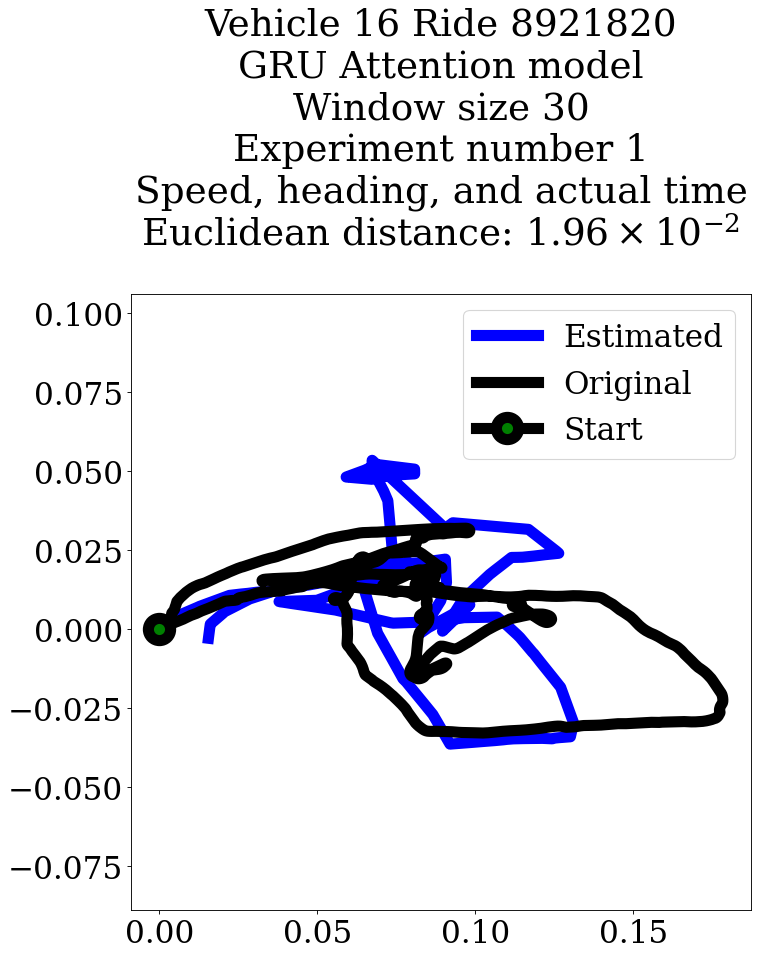 Vehicle 16 Ride 8921820
GRU Attention model
Window size 30
Experiment number 1
Speed, heading, and actual time
Euclidean distance: 1.96 × 10⁻²
Estimated
Original
Start
0.100
0.075
0.050
0.025
0.000
−0.025
−0.050
−0.075
0.00 0.05 0.10 0.15